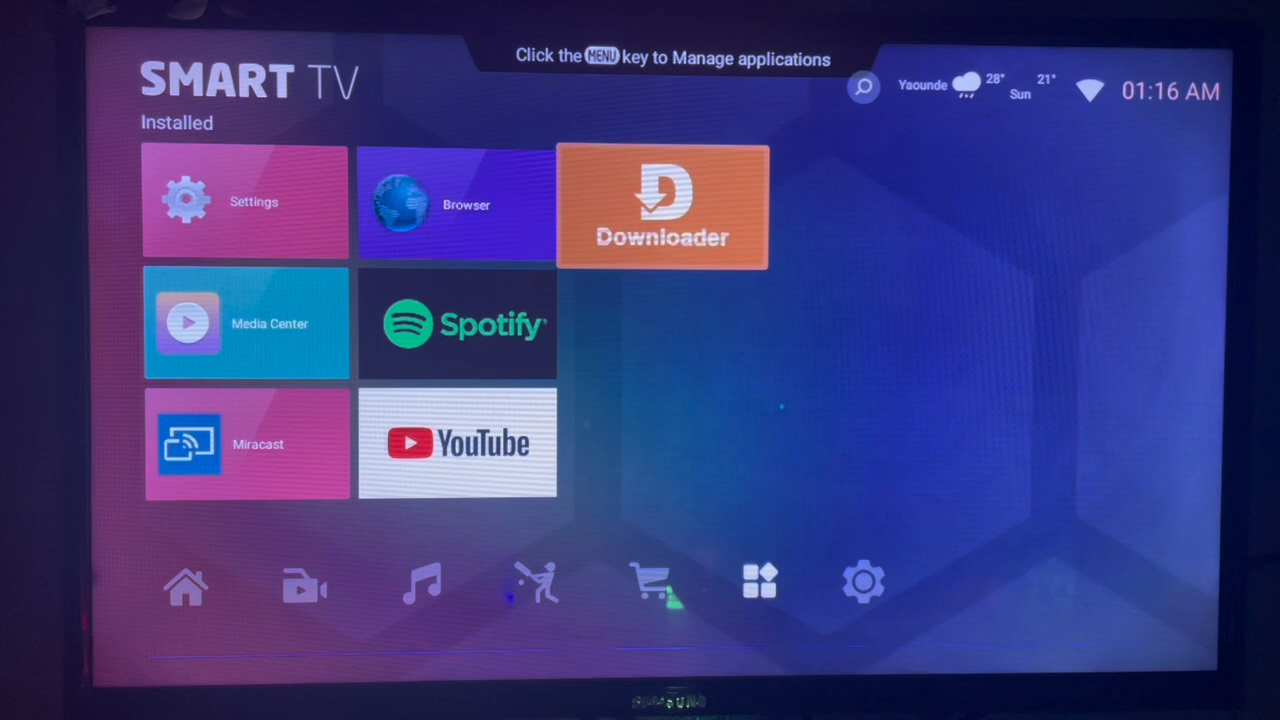 Click the MENU key to Manage applications
SMART TV
Yaounde 28° Sun 21° 01:16 AM
Installed
Settings
Browser
Downloader
Media Center
Spotify
Miracast
YouTube